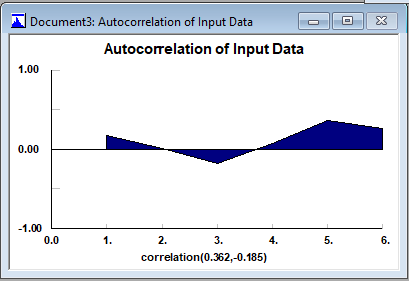 Document3: Autocorrelation of Input Data
Autocorrelation of Input Data
1.00
0.00
-1.00
0.0 1. 2. 3. 4. 5. 6.
correlation(0.362,-0.185)